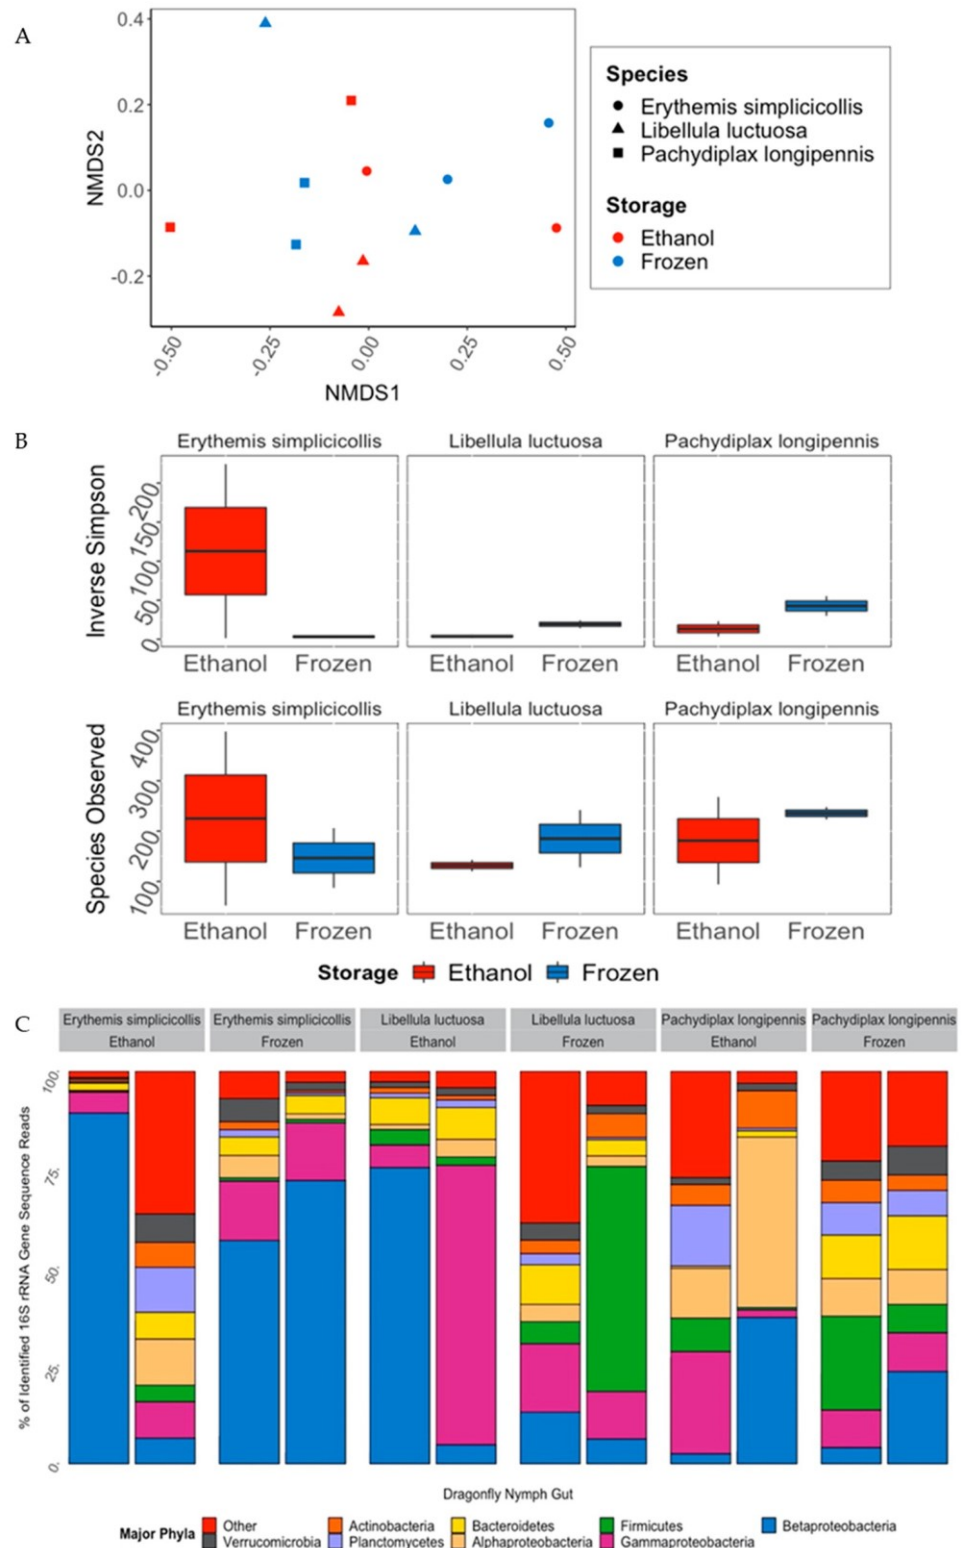 A
0.4
0.2
0.0
-0.2
NMDS2
-0.50
-0.25
0.00
0.25
0.50
NMDS1
Species
Erythemis simplicicollis
Libellula luctuosa
Pachydiplax longipennis
Storage
Ethanol
Frozen
B
Erythemis simplicicollis Libellula luctuosa Pachydiplax longipennis
Inverse Simpson
200
150
100
50
0
Ethanol Frozen Ethanol Frozen Ethanol Frozen
Erythemis simplicicollis Libellula luctuosa Pachydiplax longipennis
Species Observed
400
300
200
100
Ethanol Frozen Ethanol Frozen Ethanol Frozen
Storage Ethanol Frozen
C
Erythemis simplicicollis Erythemis simplicicollis Libellula luctuosa Libellula luctuosa Pachydiplax longipennis Pachydiplax longipennis
Ethanol Frozen Ethanol Frozen Ethanol Frozen
% of Identified 16S rRNA Gene Sequence Reads
100
75
50
25
0
Dragonfly Nymph Gut
Major Phyla
Other Actinobacteria Bacteroidetes Firmicutes Betaproteobacteria
Verrucomicrobia Planctomycetes Alphaproteobacteria Gammaproteobacteria